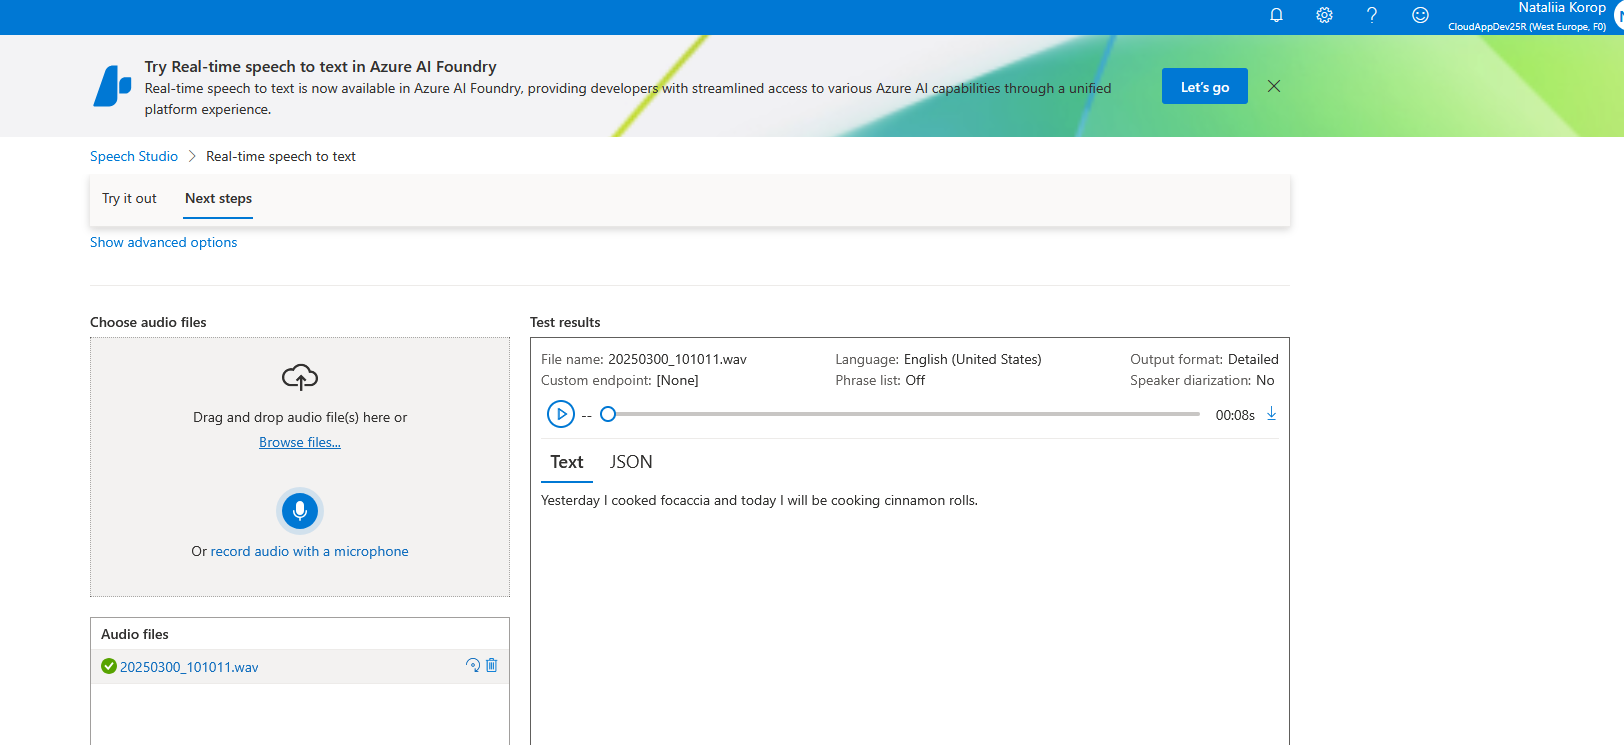 Nataliia Korop
CloudAppDev25R (West Europe, F0)
Try Real-time speech to text in Azure AI Foundry
Real-time speech to text is now available in Azure AI Foundry, providing developers with streamlined access to various Azure AI capabilities through a unified
platform experience.
Let's go
Speech Studio > Real-time speech to text
Try it out Next steps
Show advanced options
Choose audio files
Drag and drop audio file(s) here or
Browse files...
Or record audio with a microphone
Audio files
20250300_101011.wav
Test results
File name: 20250300_101011.wav Language: English (United States) Output format: Detailed
Custom endpoint: [None] Phrase list: Off Speaker diarization: No
-- 00:08s
Text JSON
Yesterday I cooked focaccia and today I will be cooking cinnamon rolls.